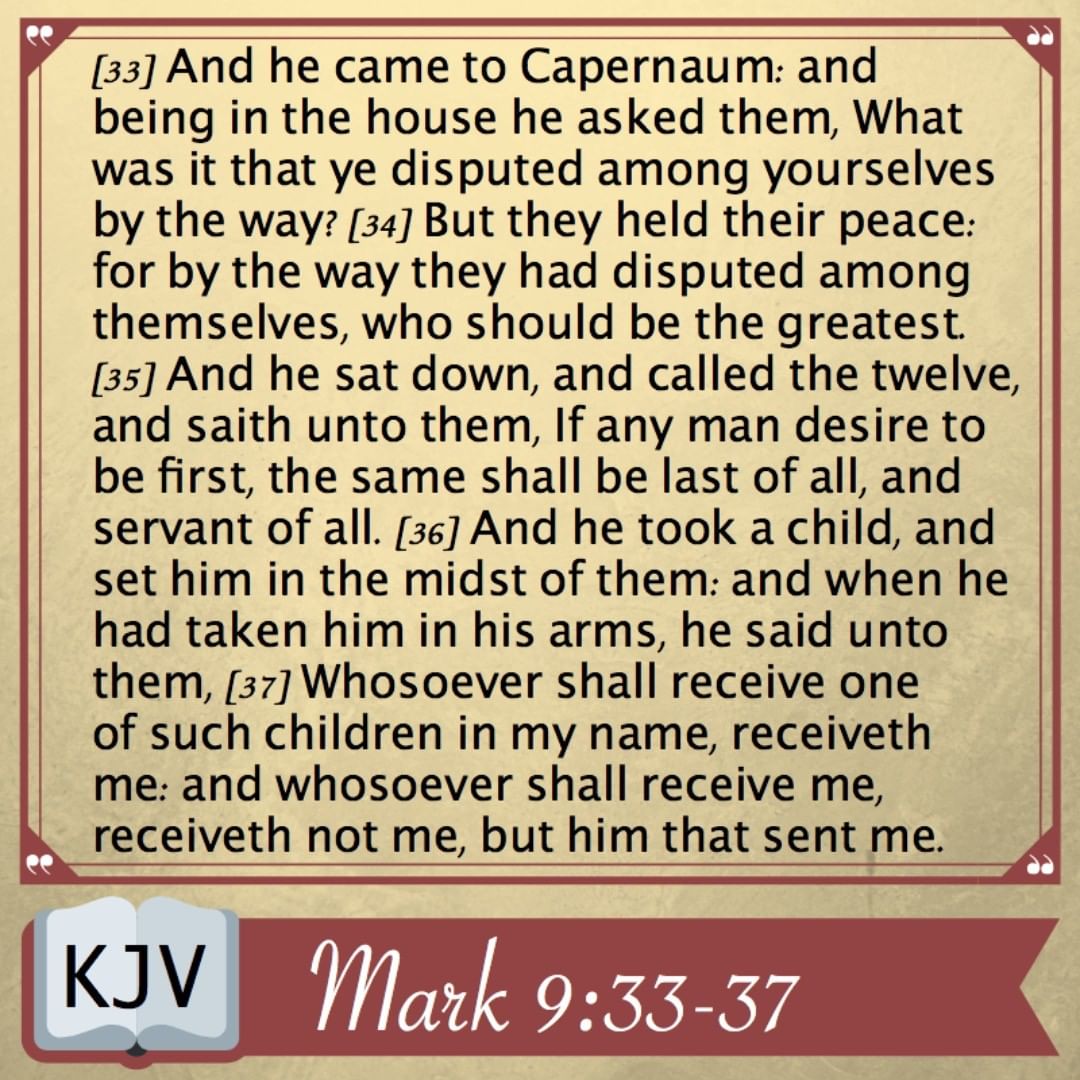 [33] And he came to Capernaum: and
being in the house he asked them, What
was it that ye disputed among yourselves
by the way? [34] But they held their peace:
for by the way they had disputed among
themselves, who should be the greatest.
[35] And he sat down, and called the twelve,
and saith unto them, If any man desire to
be first, the same shall be last of all, and
servant of all. [36] And he took a child, and
set him in the midst of them: and when he
had taken him in his arms, he said unto
them, [37] Whosoever shall receive one
of such children in my name, receiveth
me: and whosoever shall receive me,
receiveth not me, but him that sent me.
KJV
Mark 9:33-37